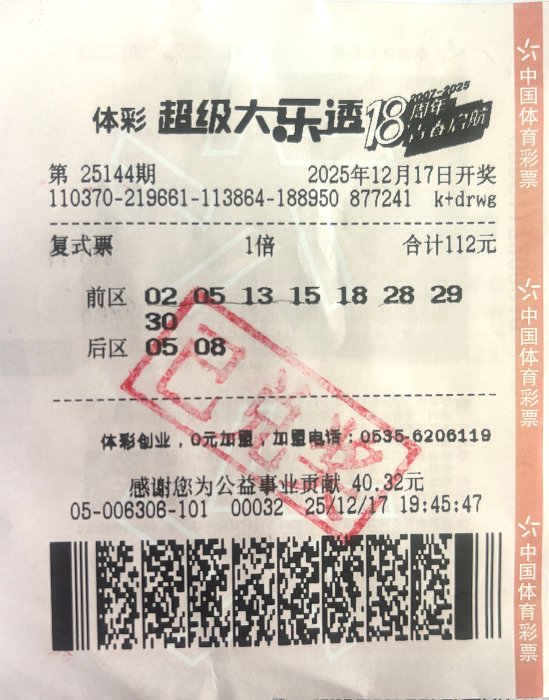 体彩 超级大乐透 18周年 2007-2025
第 25144期 2025年12月17日开奖
110370-219661-113864-188950 877241 k+drwg
复式票 1倍 合计112元
前区 02 05 13 15 18 28 29
30
后区 05 08
已兑奖
体彩创业，0元加盟，加盟电话：0535-6206119
感谢您为公益事业贡献 40.32元
05-006306-101 00032 25/12/17 19:45:47
中国体育彩票
中国体育彩票
中国体育彩票